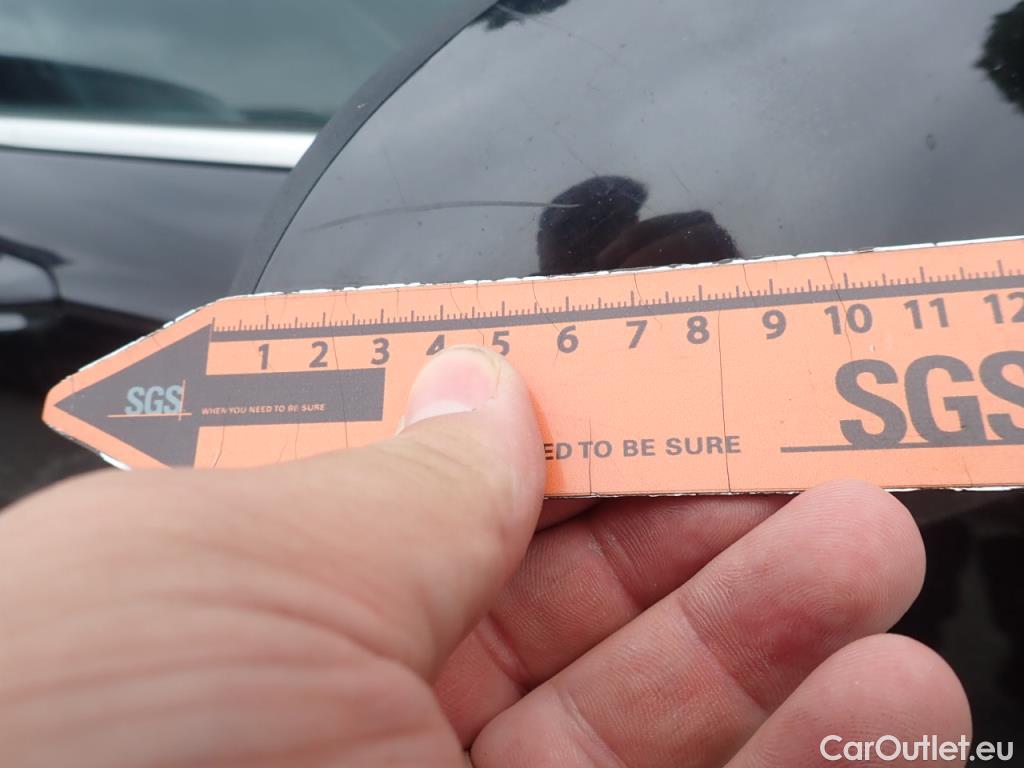 1 2 3 4 5 6 7 8 9 10 11 12
SGS WHEN YOU NEED TO BE SURE
SGS
ED TO BE SURE
CarOutlet.eu